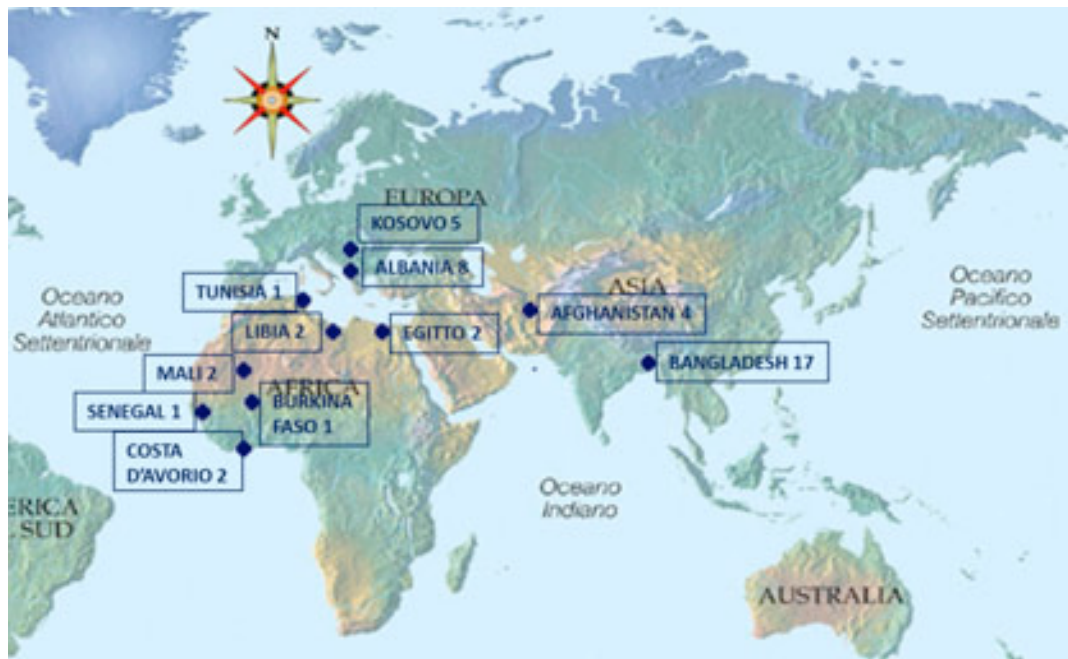 N
EUROPA
KOSOVO 5
ALBANIA 8
TUNISIA 1
ASIA
AFGHANISTAN 4
Oceano
Atlantico
Settentrionale
Oceano
Pacifico
Settentrionale
LIBIA 2
EGITTO 2
BANGLADESH 17
MALI 2
AFRICA
BURKINA
FASO 1
SENEGAL 1
COSTA
D'AVORIO 2
Oceano
Indiano
ERICA
SUD
AUSTRALIA